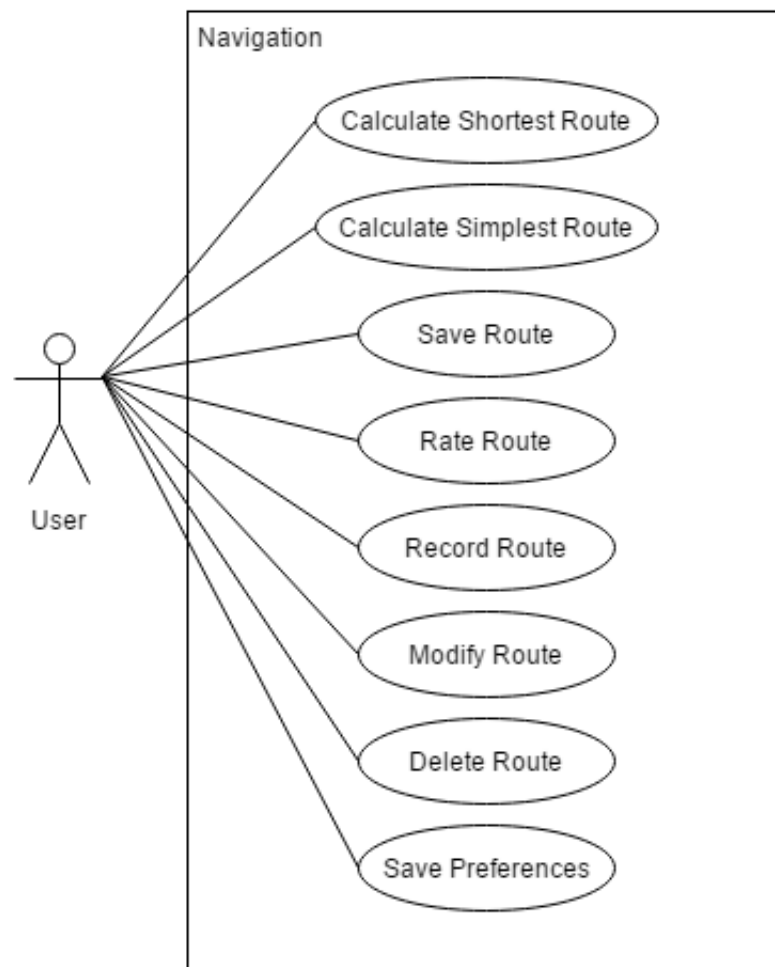 Navigation
Calculate Shortest Route
Calculate Simplest Route
Save Route
Rate Route
Record Route
User
Modify Route
Delete Route
Save Preferences